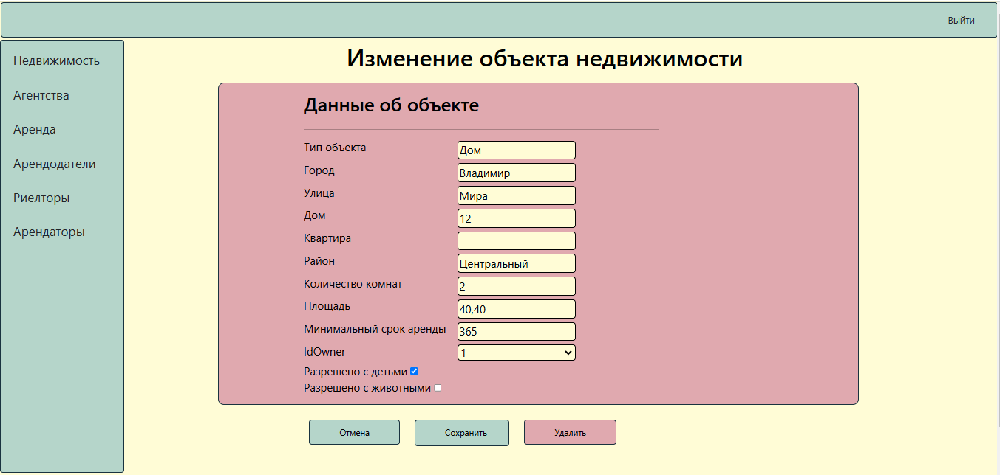 Выйти
Недвижимость
Агентства
Аренда
Арендодатели
Риелторы
Арендаторы
Изменение объекта недвижимости
Данные об объекте
Тип объекта Дом
Город Владимир
Улица Мира
Дом 12
Квартира
Район Центральный
Количество комнат 2
Площадь 40,40
Минимальный срок аренды 365
IdOwner 1
Разрешено с детьми
Разрешено с животными
Отмена Сохранить Удалить